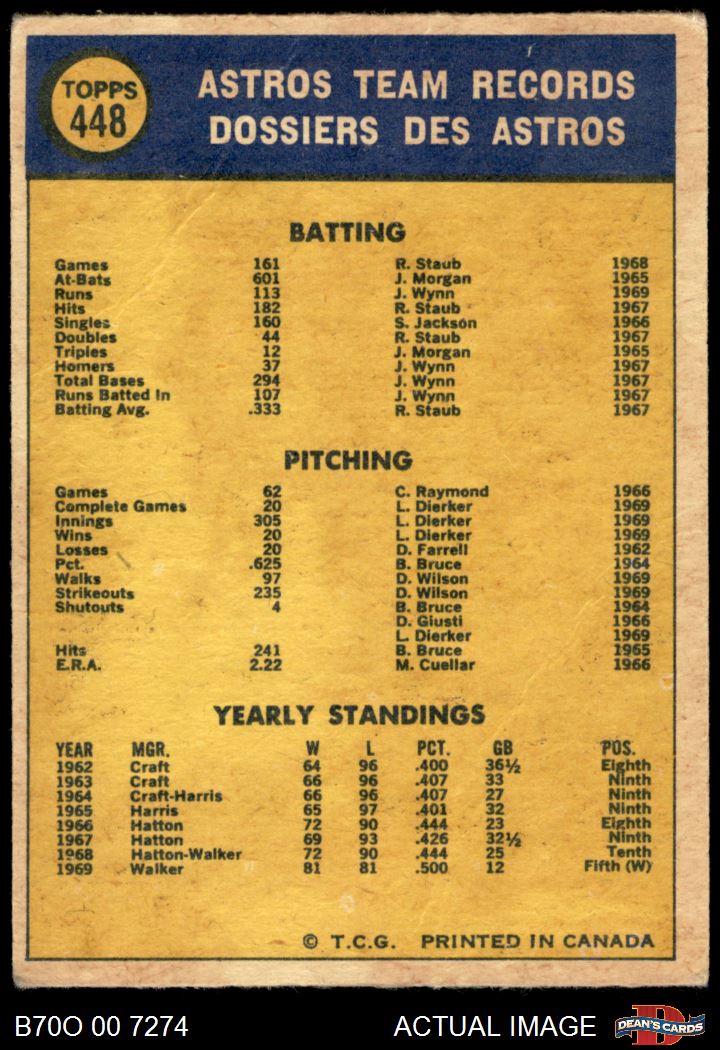 TOPPS
448
ASTROS TEAM RECORDS
DOSSIERS DES ASTROS
BATTING
Games 161 R. Staub 1968
At-Bats 601 J. Morgan 1965
Runs 113 J. Wynn 1969
Hits 182 R. Staub 1967
Singles 160 S. Jackson 1966
Doubles 44 R. Staub 1967
Triples 12 J. Morgan 1965
Homers 37 J. Wynn 1967
Total Bases 294 J. Wynn 1967
Runs Batted In 107 J. Wynn 1967
Batting Avg. .333 R. Staub 1967
PITCHING
Games 62 C. Raymond 1966
Complete Games 20 L. Dierker 1969
Innings 305 L. Dierker 1969
Wins 20 L. Dierker 1969
Losses 20 D. Farrell 1962
Pct. .625 B. Bruce 1964
Walks 97 D. Wilson 1969
Strikeouts 235 D. Wilson 1969
Shutouts 4 B. Bruce 1964
D. Giusti 1966
L. Dierker 1969
Hits 241 B. Bruce 1965
E.R.A. 2.22 M. Cuellar 1966
YEARLY STANDINGS
YEAR MGR. W L PCT. GB POS.
1962 Craft 64 96 .400 36½ Eighth
1963 Craft 66 96 .407 33 Ninth
1964 Craft-Harris 66 96 .407 27 Ninth
1965 Harris 65 97 .401 32 Ninth
1966 Hatton 72 90 .444 23 Eighth
1967 Hatton 69 93 .426 32½ Ninth
1968 Hatton-Walker 72 90 .444 25 Tenth
1969 Walker 81 81 .500 12 Fifth (W)
© T.C.G. PRINTED IN CANADA
B70O 00 7274 ACTUAL IMAGE DEAN'S CARDS